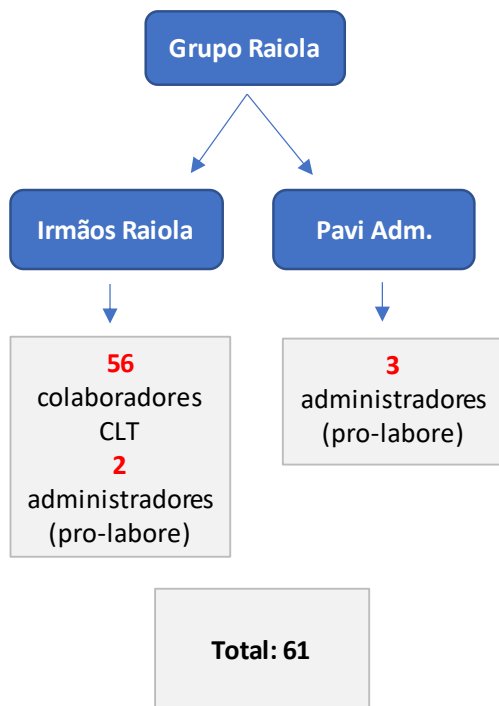 Grupo Raiola
Irmãos Raiola
Pavi Adm.
56
colaboradores
CLT
2
administradores
(pro-labore)
3
administradores
(pro-labore)
Total: 61